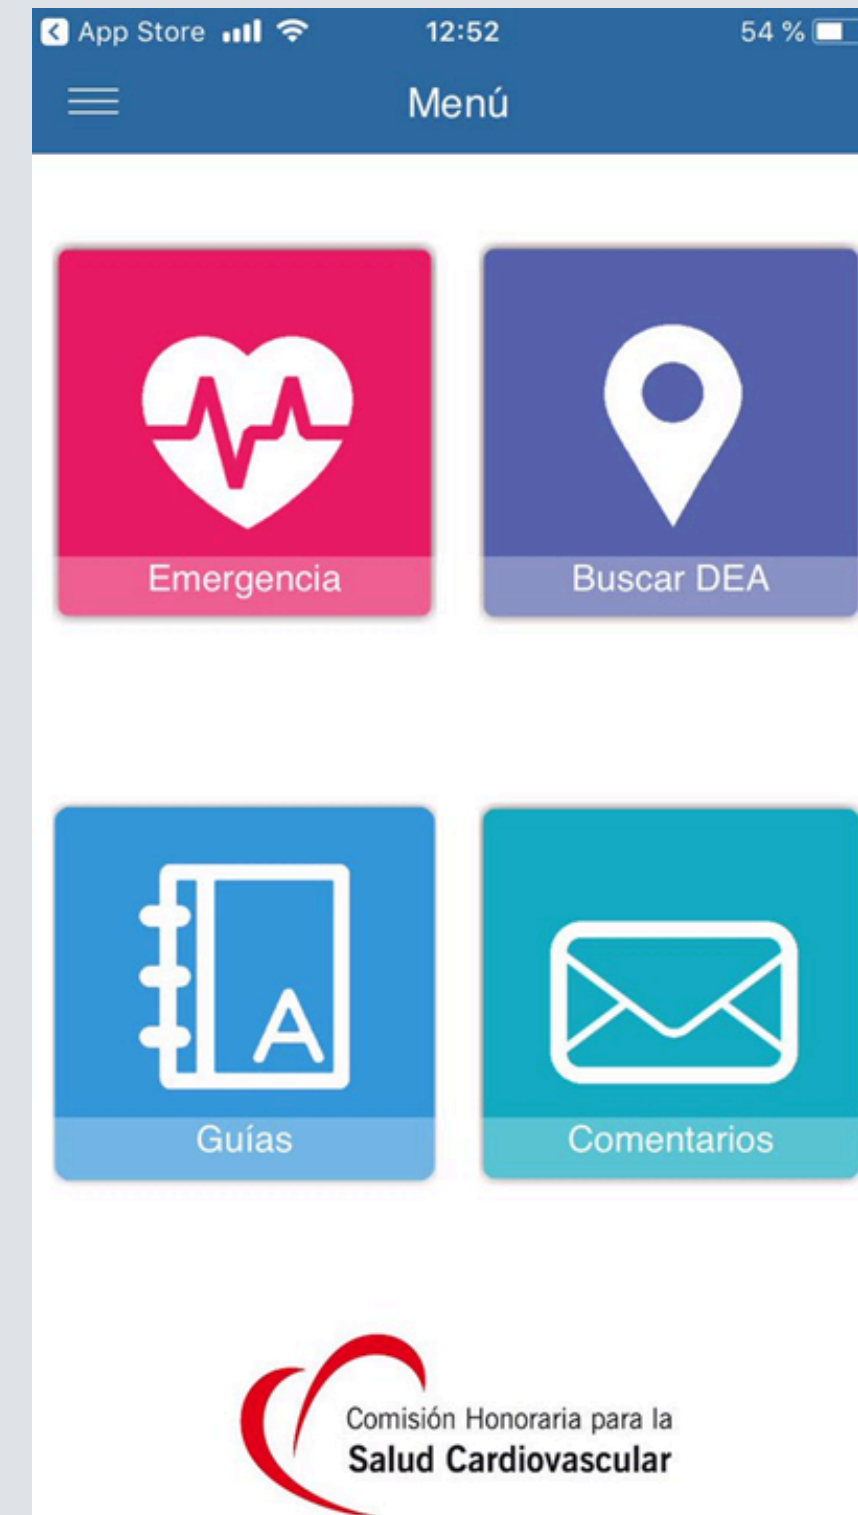 App Store 12:52 54 %
Menú
Emergencia
Buscar DEA
A
Guías
Comentarios
Comisión Honoraria para la
Salud Cardiovascular